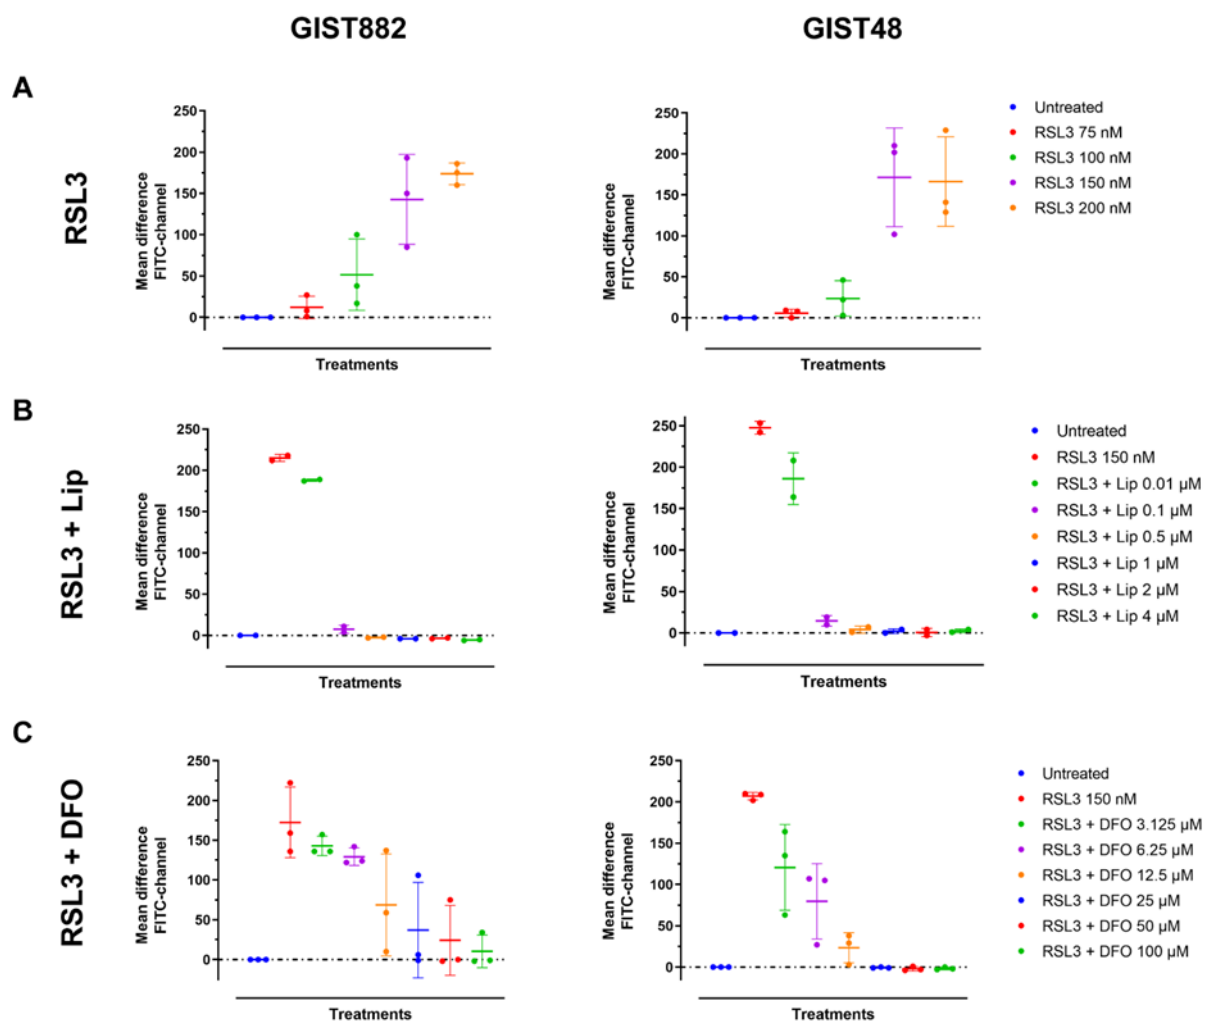 GIST882
GIST48
A
RSL3
Mean difference
FITC-channel
250
200
150
100
50
0
Treatments
Mean difference
FITC-channel
250
200
150
100
50
0
Treatments
Untreated
RSL3 75 nM
RSL3 100 nM
RSL3 150 nM
RSL3 200 nM
B
RSL3 + Lip
Mean difference
FITC-channel
250
200
150
100
50
0
Treatments
Mean difference
FITC-channel
250
200
150
100
50
0
Treatments
Untreated
RSL3 150 nM
RSL3 + Lip 0.01 µM
RSL3 + Lip 0.1 µM
RSL3 + Lip 0.5 µM
RSL3 + Lip 1 µM
RSL3 + Lip 2 µM
RSL3 + Lip 4 µM
C
RSL3 + DFO
Mean difference
FITC-channel
250
200
150
100
50
0
Treatments
Mean difference
FITC-channel
250
200
150
100
50
0
Treatments
Untreated
RSL3 150 nM
RSL3 + DFO 3.125 µM
RSL3 + DFO 6.25 µM
RSL3 + DFO 12.5 µM
RSL3 + DFO 25 µM
RSL3 + DFO 50 µM
RSL3 + DFO 100 µM